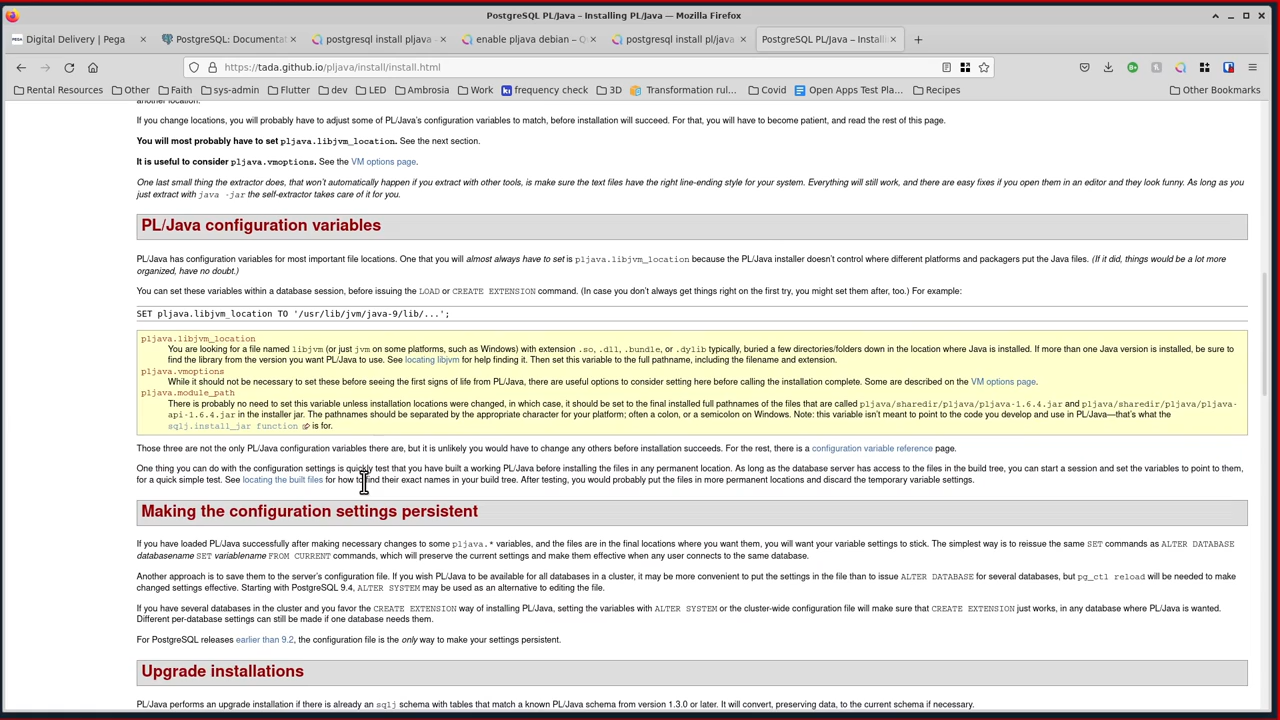 PostgreSQL PL/Java — Installing PL/Java — Mozilla Firefox
Digital Delivery | Pega
PostgreSQL: Documentat
postgresql install pljava -
enable pljava debian – Q
postgresql install pl/java
PostgreSQL PL/Java – Install
https://tada.github.io/pljava/install/install.html
Rental Resources Other Faith sys-admin Flutter dev LED Ambrosia Work frequency check 3D Transformation rul... Covid Open Apps Test Pla... Recipes Other Bookmarks
another location.
If you change locations, you will probably have to adjust some of PL/Java's configuration variables to match, before installation will succeed. For that, you will have to become patient, and read the rest of this page.
You will most probably have to set pljava.libjvm_location. See the next section.
It is useful to consider pljava.vmoptions. See the VM options page.
One last small thing the extractor does, that won't automatically happen if you extract with other tools, is make sure the text files have the right line-ending style for your system. Everything will still work, and there are easy fixes if you open them in an editor and they look funny. As long as you
just extract with java -jar the self-extractor takes care of it for you.
PL/Java configuration variables
PL/Java has configuration variables for most important file locations. One that you will almost always have to set is pljava.libjvm_location because the PL/Java installer doesn't control where different platforms and packagers put the Java files. (If it did, things would be a lot more
organized, have no doubt.)
You can set these variables within a database session, before issuing the LOAD or CREATE EXTENSION command. (In case you don't always get things right on the first try, you might set them after, too.) For example:
SET pljava.libjvm_location TO '/usr/lib/jvm/java-9/lib/...';
pljava.libjvm_location
You are looking for a file named libjvm (or just jvm on some platforms, such as Windows) with extension .so, .dll, .bundle, or .dylib typically, buried a few directories/folders down in the location where Java is installed. If more than one Java version is installed, be sure to
find the library from the version you want PL/Java to use. See locating libjvm for help finding it. Then set this variable to the full pathname, including the filename and extension.
pljava.vmoptions
While it should not be necessary to set these before seeing the first signs of life from PL/Java, there are useful options to consider setting here before calling the installation complete. Some are described on the VM options page.
pljava.module_path
There is probably no need to set this variable unless installation locations were changed, in which case, it should be set to the final installed full pathnames of the files that are called pljava/sharedir/pljava/pljava-1.6.4.jar and pljava/sharedir/pljava/pljava-
api-1.6.4.jar in the installer jar. The pathnames should be separated by the appropriate character for your platform; often a colon, or a semicolon on Windows. Note: this variable isn't meant to point to the code you develop and use in PL/Java—that's what the
sqlj.install_jar function is for.
Those three are not the only PL/Java configuration variables there are, but it is unlikely you would have to change any others before installation succeeds. For the rest, there is a configuration variable reference page.
One thing you can do with the configuration settings is quickly test that you have built a working PL/Java before installing the files in any permanent location. As long as the database server has access to the files in the build tree, you can start a session and set the variables to point to them,
for a quick simple test. See locating the built files for how to find their exact names in your build tree. After testing, you would probably put the files in more permanent locations and discard the temporary variable settings.
Making the configuration settings persistent
If you have loaded PL/Java successfully after making necessary changes to some pljava.* variables, and the files are in the final locations where you want them, you will want your variable settings to stick. The simplest way is to reissue the same SET commands as ALTER DATABASE
databasename SET variablename FROM CURRENT commands, which will preserve the current settings and make them effective when any user connects to the same database.
Another approach is to save them to the server's configuration file. If you wish PL/Java to be available for all databases in a cluster, it may be more convenient to put the settings in the file than to issue ALTER DATABASE for several databases, but pg_ctl reload will be needed to make
changed settings effective. Starting with PostgreSQL 9.4, ALTER SYSTEM may be used as an alternative to editing the file.
If you have several databases in the cluster and you favor the CREATE EXTENSION way of installing PL/Java, setting the variables with ALTER SYSTEM or the cluster-wide configuration file will make sure that CREATE EXTENSION just works, in any database where PL/Java is wanted.
Different per-database settings can still be made if one database needs them.
For PostgreSQL releases earlier than 9.2, the configuration file is the only way to make your settings persistent.
Upgrade installations
PL/Java performs an upgrade installation if there is already an sqlj schema with tables that match a known PL/Java schema from version 1.3.0 or later. It will convert, preserving data, to the current schema if necessary.